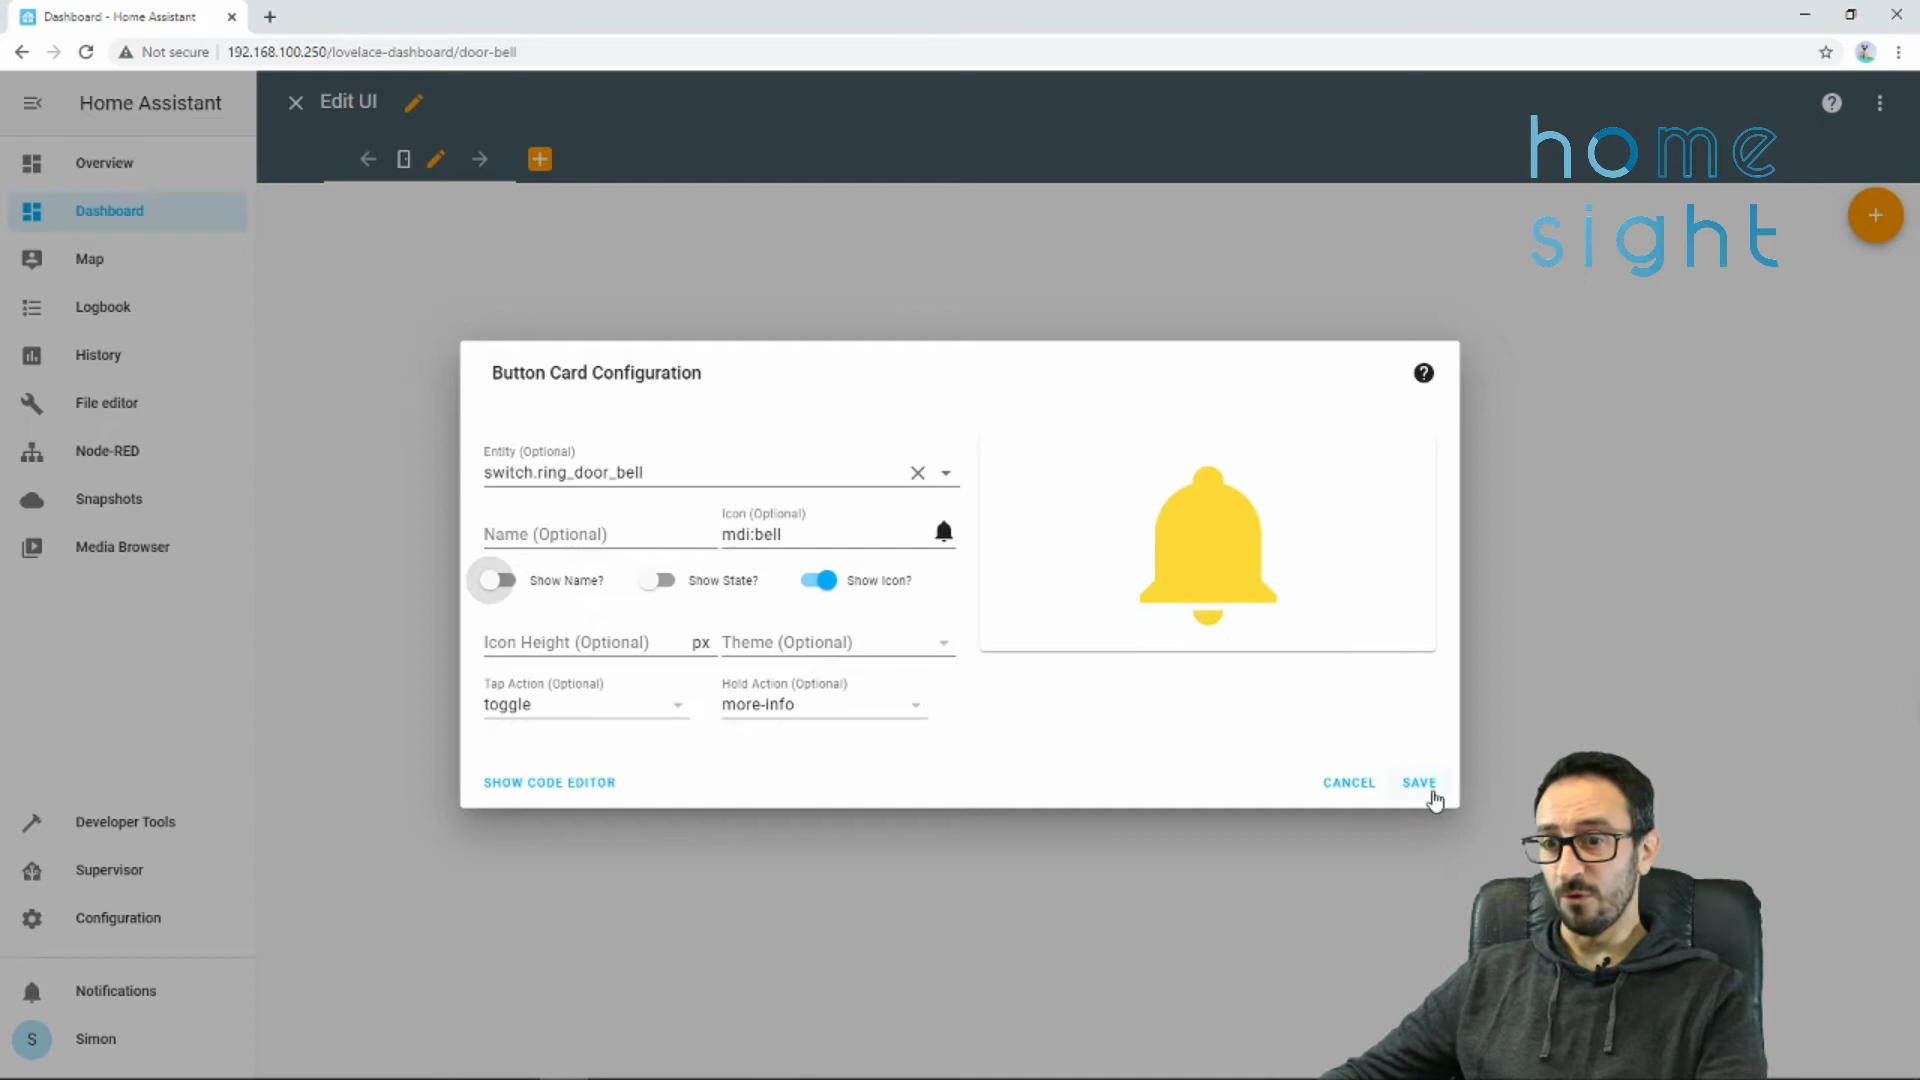 Dashboard - Home Assistant
Not secure
192.168.100.250/lovelace-dashboard/door-bell
Home Assistant
Edit UI
home
sight
Overview
Dashboard
Map
Logbook
History
File editor
Node-RED
Snapshots
Media Browser
Developer Tools
Supervisor
Configuration
Notifications
S
Simon
Button Card Configuration
Entity (Optional)
switch.ring_door_bell
Name (Optional)
Icon (Optional)
mdi:bell
Show Name?
Show State?
Show Icon?
Icon Height (Optional)
px
Theme (Optional)
Tap Action (Optional)
toggle
Hold Action (Optional)
more-info
SHOW CODE EDITOR
CANCEL
SAVE